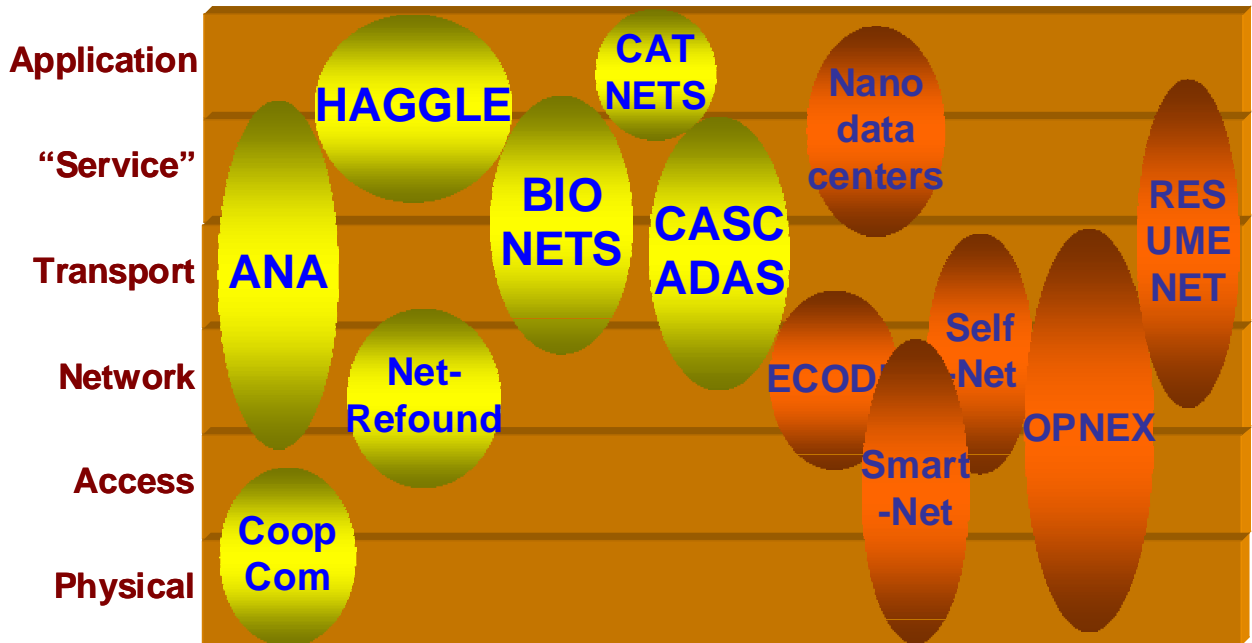 Application
“Service”
Transport
Network
Access
Physical
HAGGLE
CAT
NETS
Nano
data
centers
ANA
BIO
NETS
CASC
ADAS
RES
UME
NET
Net-
Refound
ECOD
Self
-Net
OPNEX
Smart
-Net
Coop
Com